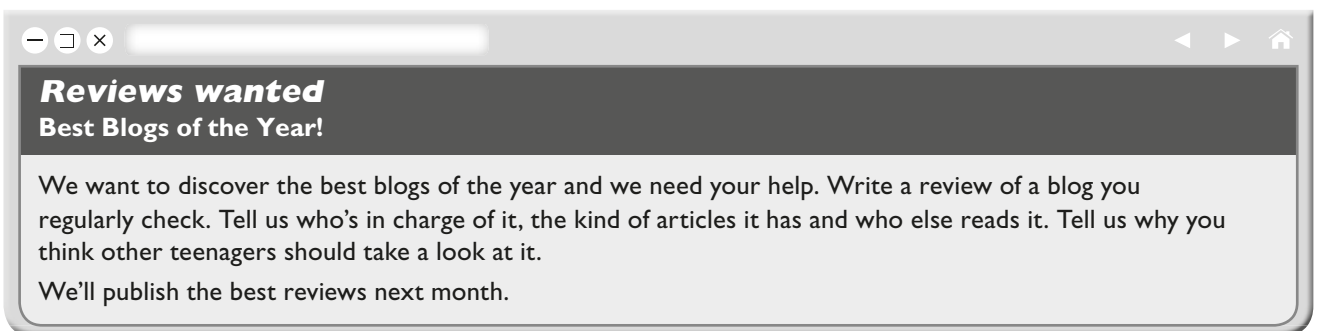 Reviews wanted
Best Blogs of the Year!
We want to discover the best blogs of the year and we need your help. Write a review of a blog you
regularly check. Tell us who’s in charge of it, the kind of articles it has and who else reads it. Tell us why you
think other teenagers should take a look at it.
We’ll publish the best reviews next month.